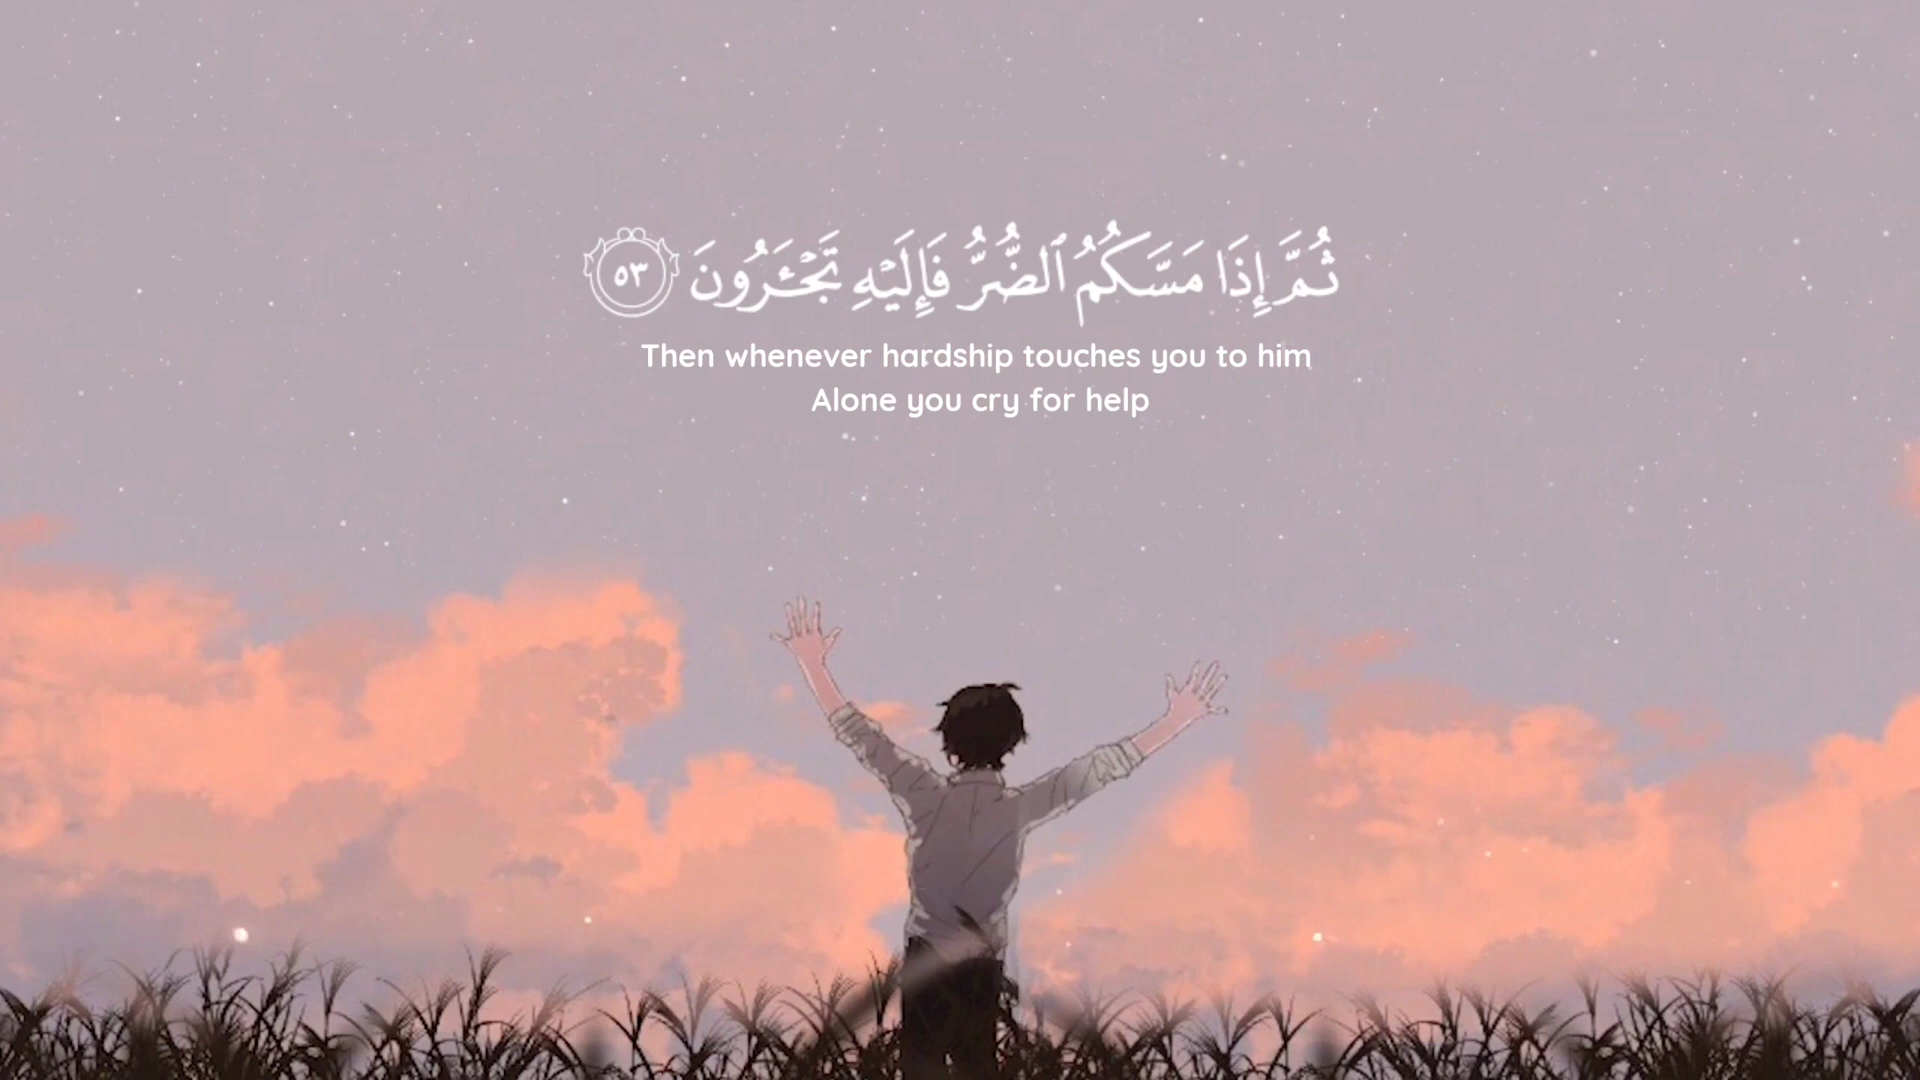 ثُمَّ إِذَا مَسَّكُمُ ٱلضُّرُّ فَإِلَيْهِ تَجْـَٔرُونَ ٥٣
Then whenever hardship touches you to him
Alone you cry for help